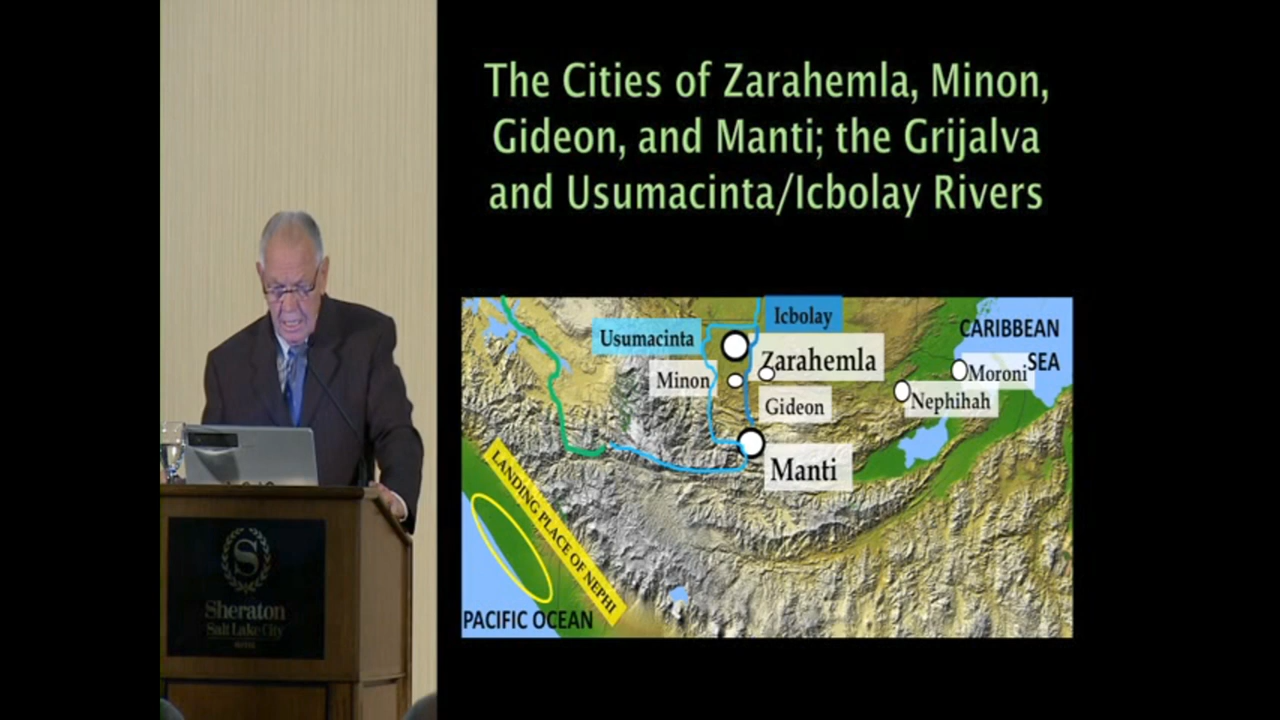 The Cities of Zarahemla, Minon,
Gideon, and Manti; the Grijalva
and Usumacinta/Icbolay Rivers
Icbolay
CARIBBEAN
SEA
Usumacinta
Zarahemla
Minon
Moroni
Gideon
Nephihah
Manti
LANDING PLACE OF NEPHI
PACIFIC OCEAN
S
Sheraton
Salt Lake City